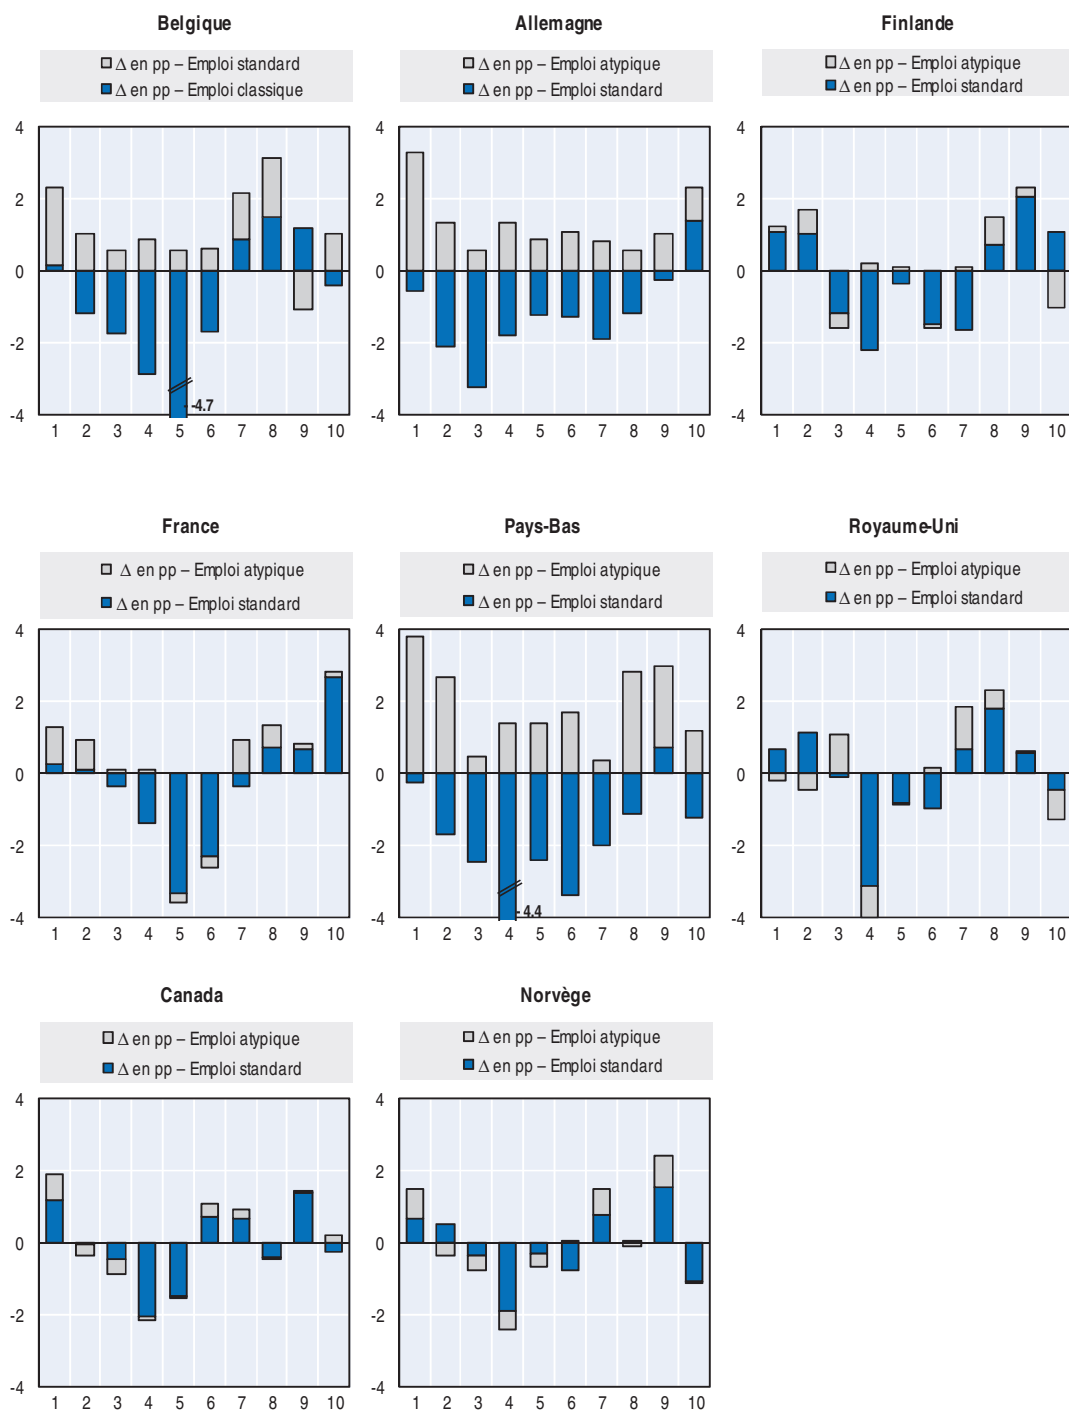 Belgique
Δ en pp – Emploi standard
Δ en pp – Emploi classique
4
2
0
-2
-4
-4.7
1 2 3 4 5 6 7 8 9 10
Allemagne
Δ en pp – Emploi atypique
Δ en pp – Emploi standard
4
2
0
-2
-4
1 2 3 4 5 6 7 8 9 10
Finlande
Δ en pp – Emploi atypique
Δ en pp – Emploi standard
4
2
0
-2
-4
1 2 3 4 5 6 7 8 9 10
France
Δ en pp – Emploi atypique
Δ en pp – Emploi standard
4
2
0
-2
-4
1 2 3 4 5 6 7 8 9 10
Pays-Bas
Δ en pp – Emploi atypique
Δ en pp – Emploi standard
4
2
0
-2
-4
- 4.4
1 2 3 4 5 6 7 8 9 10
Royaume-Uni
Δ en pp – Emploi atypique
Δ en pp – Emploi standard
4
2
0
-2
-4
1 2 3 4 5 6 7 8 9 10
Canada
Δ en pp – Emploi atypique
Δ en pp – Emploi standard
4
2
0
-2
-4
1 2 3 4 5 6 7 8 9 10
Norvège
Δ en pp – Emploi atypique
Δ en pp – Emploi standard
4
2
0
-2
-4
1 2 3 4 5 6 7 8 9 10